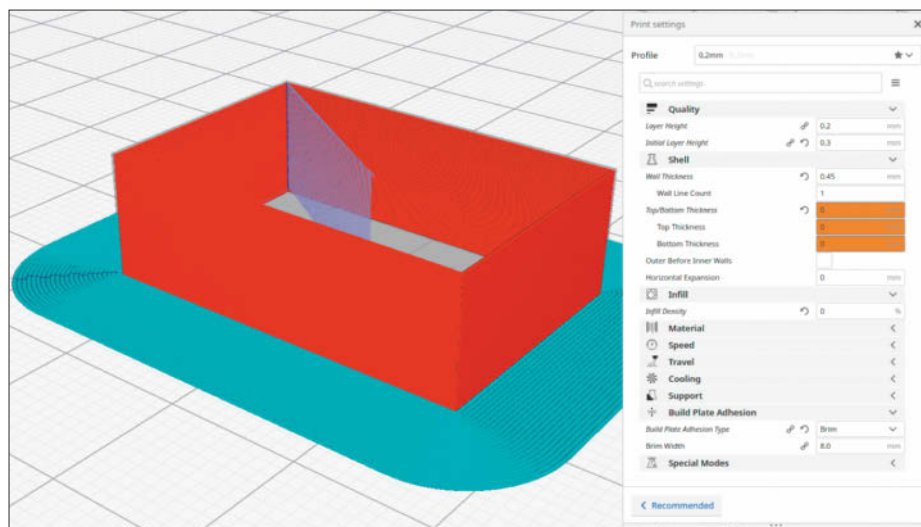 Print settings
Profile 0.2mm
search settings
Quality
Layer Height 0.2 mm
Initial Layer Height 0.3 mm
Shell
Wall Thickness 0.45 mm
Wall Line Count 1
Top/Bottom Thickness 0
Top Thickness 0
Bottom Thickness 0
Outer Before Inner Walls
Horizontal Expansion 0 mm
Infill
Infill Density 0 %
Material
Speed
Travel
Cooling
Support
Build Plate Adhesion
Build Plate Adhesion Type Brim
Brim Width 8.0 mm
Special Modes
Recommended